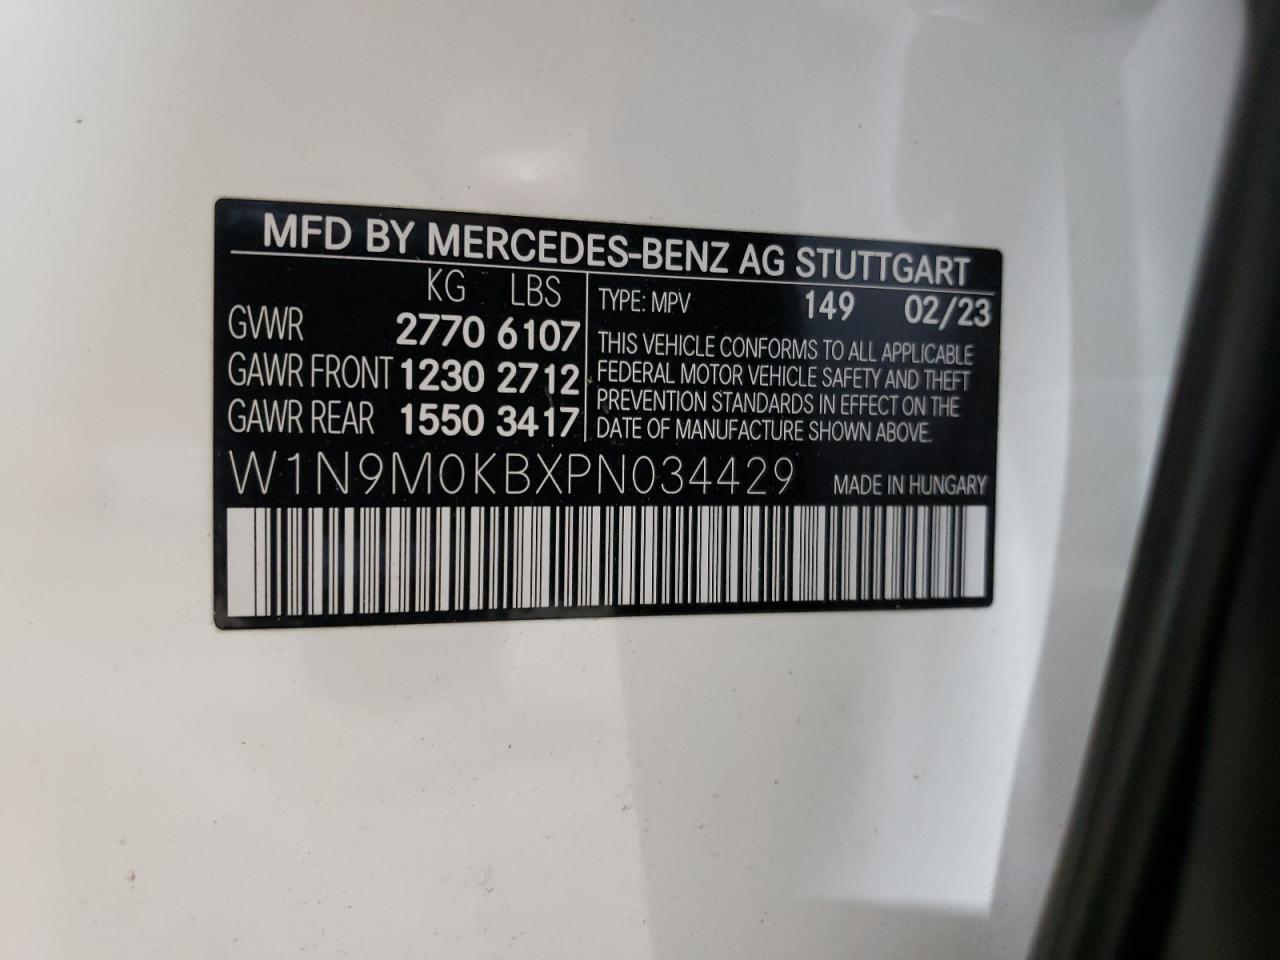 MFD BY MERCEDES-BENZ AG STUTTGART
KG LBS
GVWR 2770 6107
GAWR FRONT 1230 2712
GAWR REAR 1550 3417
TYPE: MPV 149 02/23
THIS VEHICLE CONFORMS TO ALL APPLICABLE
FEDERAL MOTOR VEHICLE SAFETY AND THEFT
PREVENTION STANDARDS IN EFFECT ON THE
DATE OF MANUFACTURE SHOWN ABOVE.
W1N9M0KBXPN034429 MADE IN HUNGARY